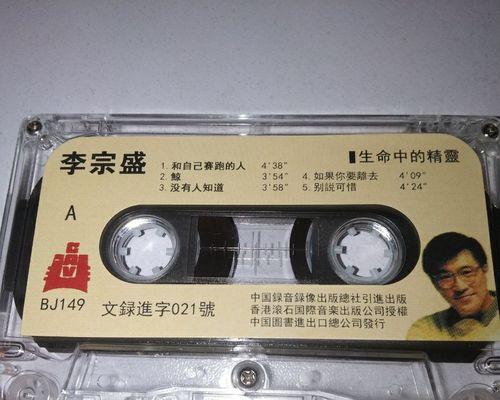 李宗盛
▌生命中的精靈
1. 和自己賽跑的人 4'38"
2. 鯨 3'54"
3. 没有人知道 3'58"
4. 如果你要離去 4'09"
5. 别説可惜 4'24"
A
BJ149
文录進字021號
中国録音録像出版總社引進出版
香港滚石国際音楽出版公司授權
中国圖書進出口總公司發行